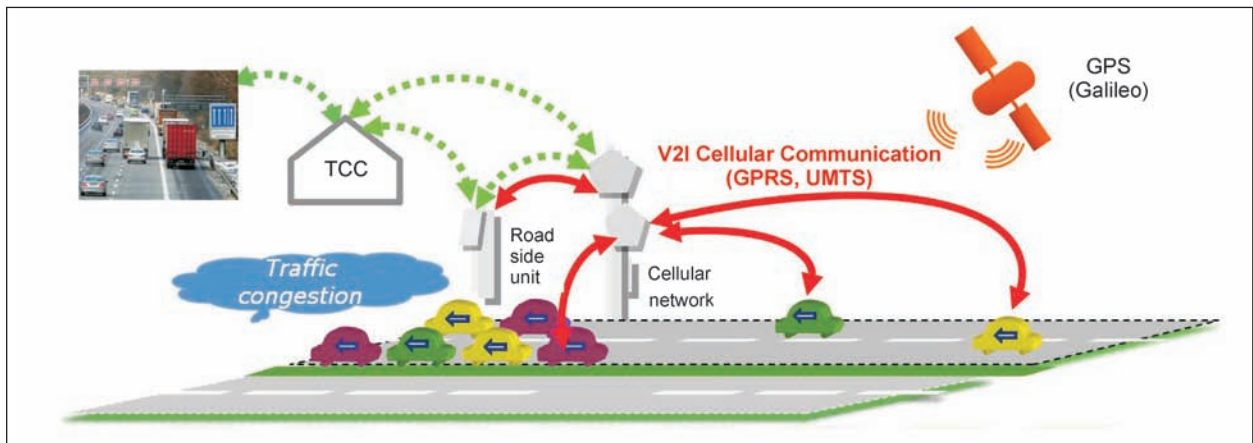 GPS
(Galileo)
TCC
V2I Cellular Communication
(GPRS, UMTS)
Road
side
unit
Cellular
network
Traffic
congestion